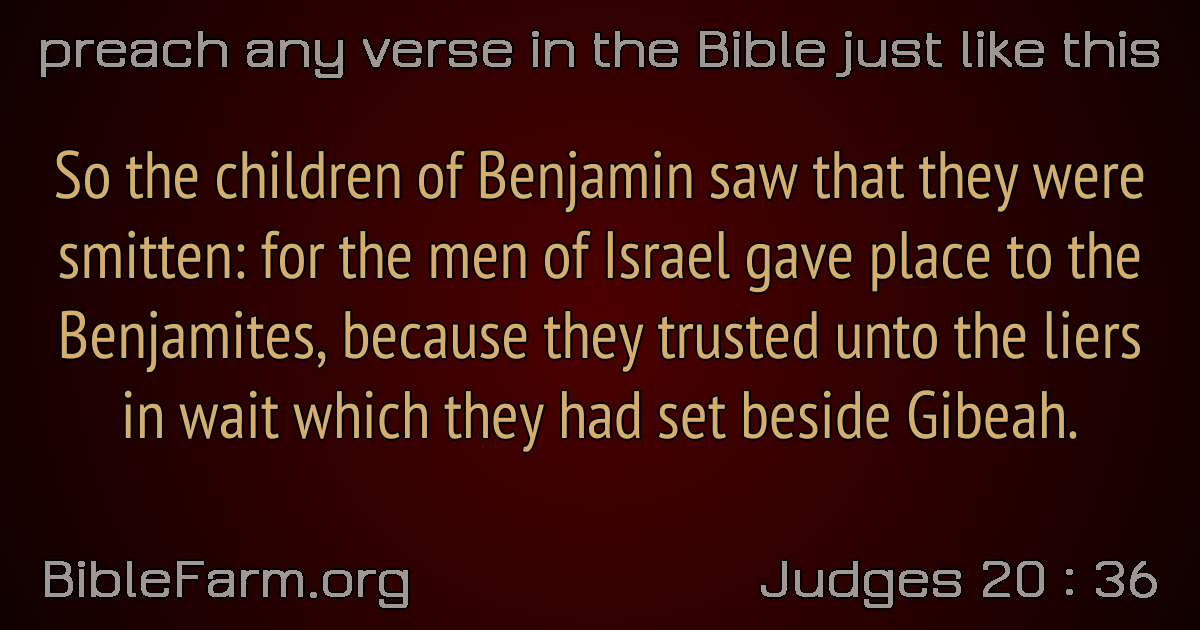 preach any verse in the Bible just like this
So the children of Benjamin saw that they were
smitten: for the men of Israel gave place to the
Benjamites, because they trusted unto the liers
in wait which they had set beside Gibeah.
BibleFarm.org
Judges 20 : 36